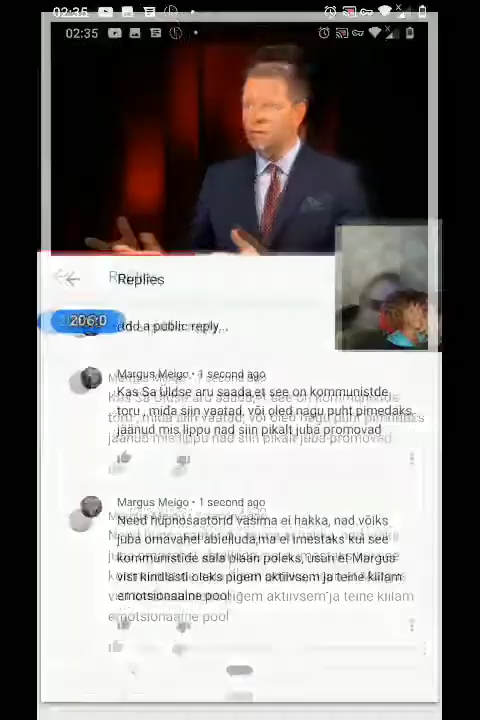 02:35
02:35
Replies
206:0
Add a public reply...
Margus Meigo • 1 second ago
Kas Sa Üldse aru saada et see on kommunistde
toru , mida siin vaatad, või oled nagu puht pimedaks
jäänud mis lippu nad siin pikalt juba promovad
Margus Meigo • 1 second ago
Need hüpnosaatorid vasima ei hakka, nad võiks
juba omavahel abielluda,ma ei imestaks kui see
kommunistide sala plaan poleks, usun et Margus
vist kindlasti oleks pigem aktiivsem ja teine kiilam
emotsionaalne pool